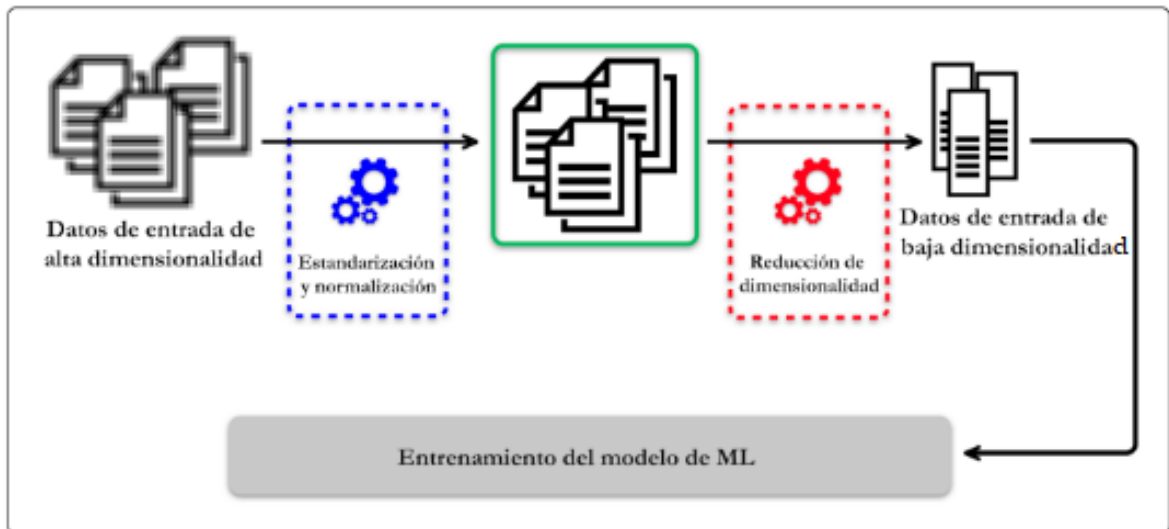 Datos de entrada de
alta dimensionalidad
Estandarización
y normalización
Reducción de
dimensionalidad
Datos de entrada de
baja dimensionalidad
Entrenamiento del modelo de ML